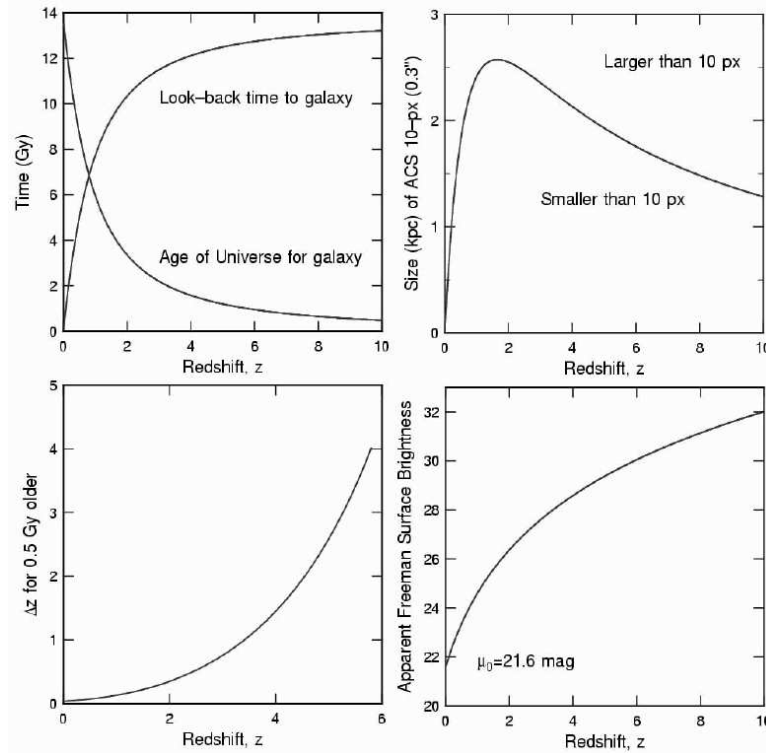 14
12
10
8
6
4
2
0
Time (Gy)
Look–back time to galaxy
Age of Universe for galaxy
0 2 4 6 8 10
Redshift, z
3
2
1
0
Size (kpc) of ACS 10–px (0.3")
Larger than 10 px
Smaller than 10 px
0 2 4 6 8 10
Redshift, z
5
4
3
2
1
0
Δz for 0.5 Gy older
0 2 4 6
Redshift, z
32
30
28
26
24
22
20
Apparent Freeman Surface Brightness
μ₀=21.6 mag
0 2 4 6 8 10
Redshift, z